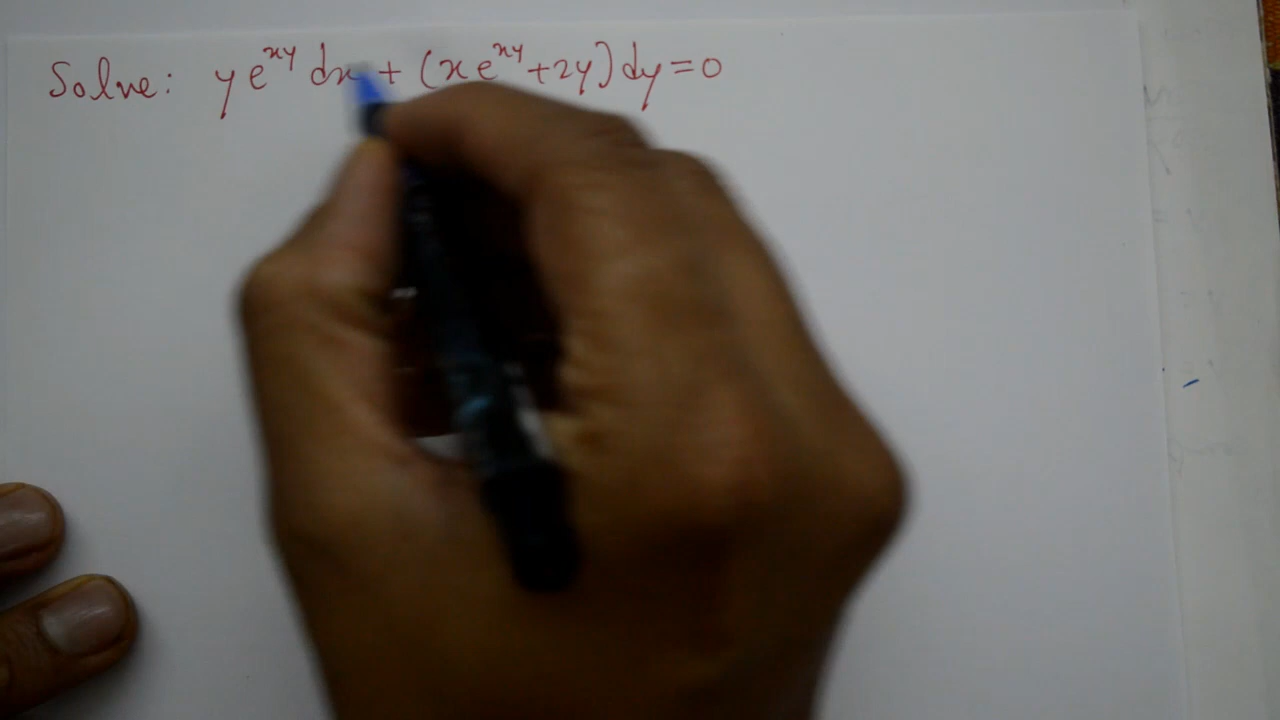 Solve: y e^{xy} dx + (x e^{xy} + 2y) dy = 0